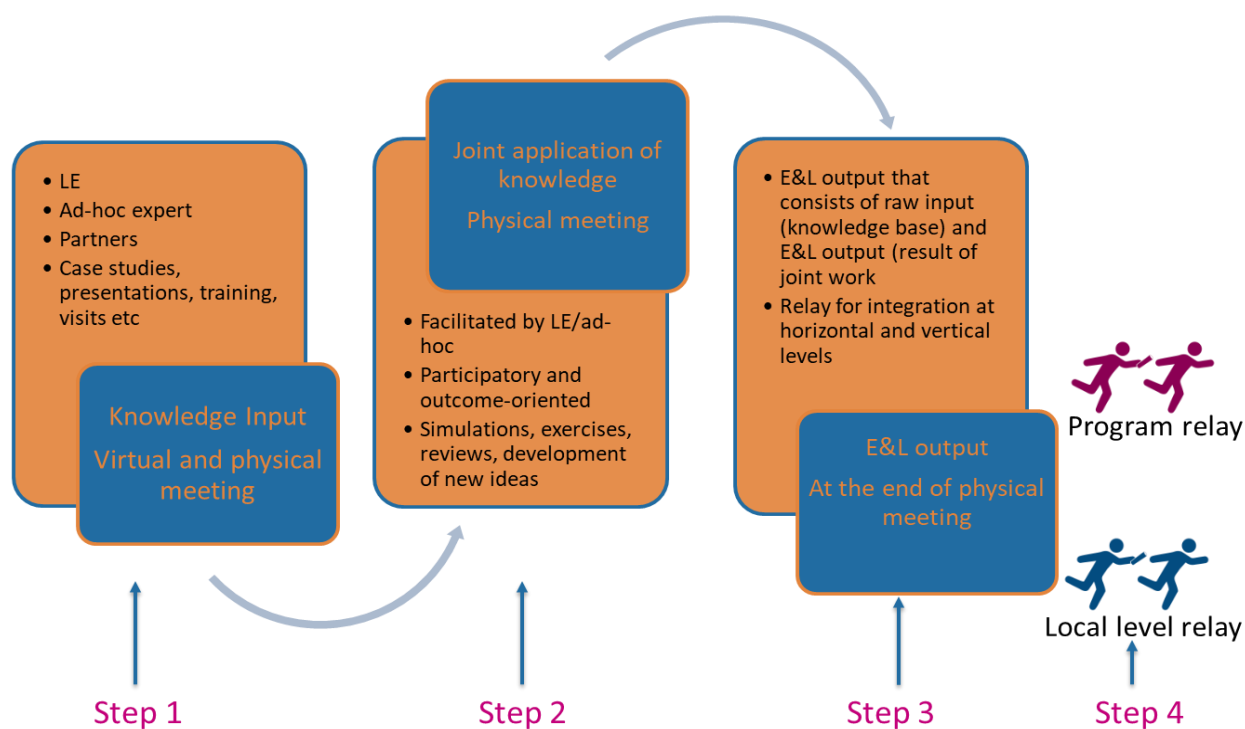 • LE
• Ad-hoc expert
• Partners
• Case studies,
presentations, training,
visits etc
Knowledge Input
Virtual and physical
meeting
Joint application of
knowledge
Physical meeting
• Facilitated by LE/ad-
hoc
• Participatory and
outcome-oriented
• Simulations, exercises,
reviews, development
of new ideas
• E&L output that
consists of raw input
(knowledge base) and
E&L output (result of
joint work
• Relay for integration at
horizontal and vertical
levels
E&L output
At the end of physical
meeting
Program relay
Local level relay
Step 1
Step 2
Step 3
Step 4